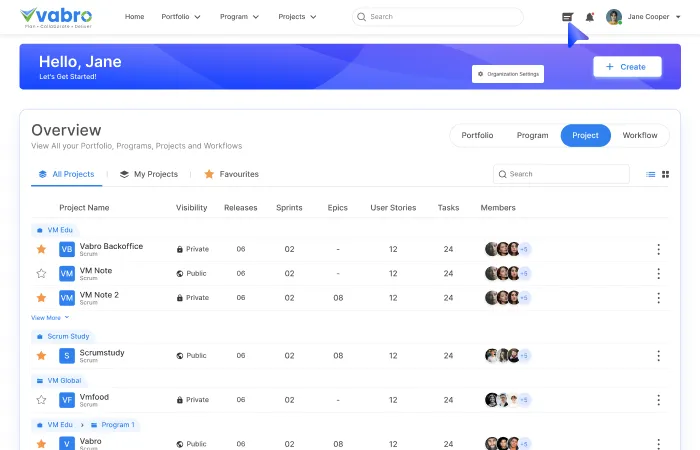 vabro
Plan • Collaborate • Deliver
Home Portfolio Program Projects Search Jane Cooper
Hello, Jane
Let's Get Started!
Organization Settings
+ Create
Overview
View All your Portfolio, Programs, Projects and Workflows
Portfolio Program Project Workflow
All Projects My Projects Favourites Search
Project Name Visibility Releases Sprints Epics User Stories Tasks Members
VM Edu
VB Vabro Backoffice Private 06 02 - 12 24 +5
Scrum
VM VM Note Public 06 02 - 12 24 +5
Scrum
VM VM Note 2 Private 06 02 08 12 24 +5
Scrum
View More
Scrum Study
S Scrumstudy Public 06 02 08 12 24 +5
Scrum
VM Global
VF Vmfood Private 06 02 - 12 24 +5
Scrum
VM Edu > Program 1
V Vabro Public 06 02 08 12 24 +5
Scrum